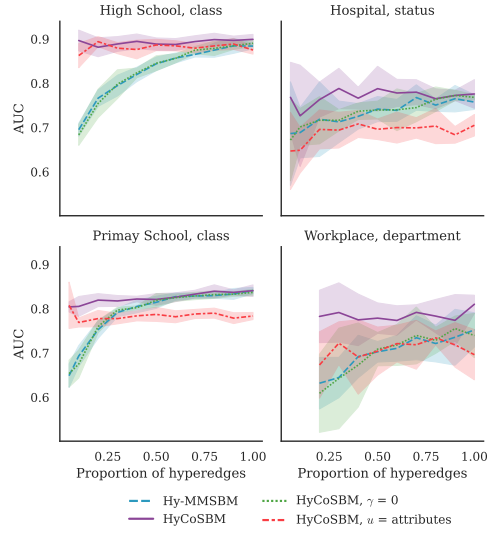 High School, class
Hospital, status
AUC
0.9
0.8
0.7
0.6
Primay School, class
Workplace, department
AUC
0.9
0.8
0.7
0.6
0.25 0.50 0.75 1.00
0.25 0.50 0.75 1.00
Proportion of hyperedges
Proportion of hyperedges
Hy-MMSBM
HyCoSBM
HyCoSBM, γ = 0
HyCoSBM, u = attributes